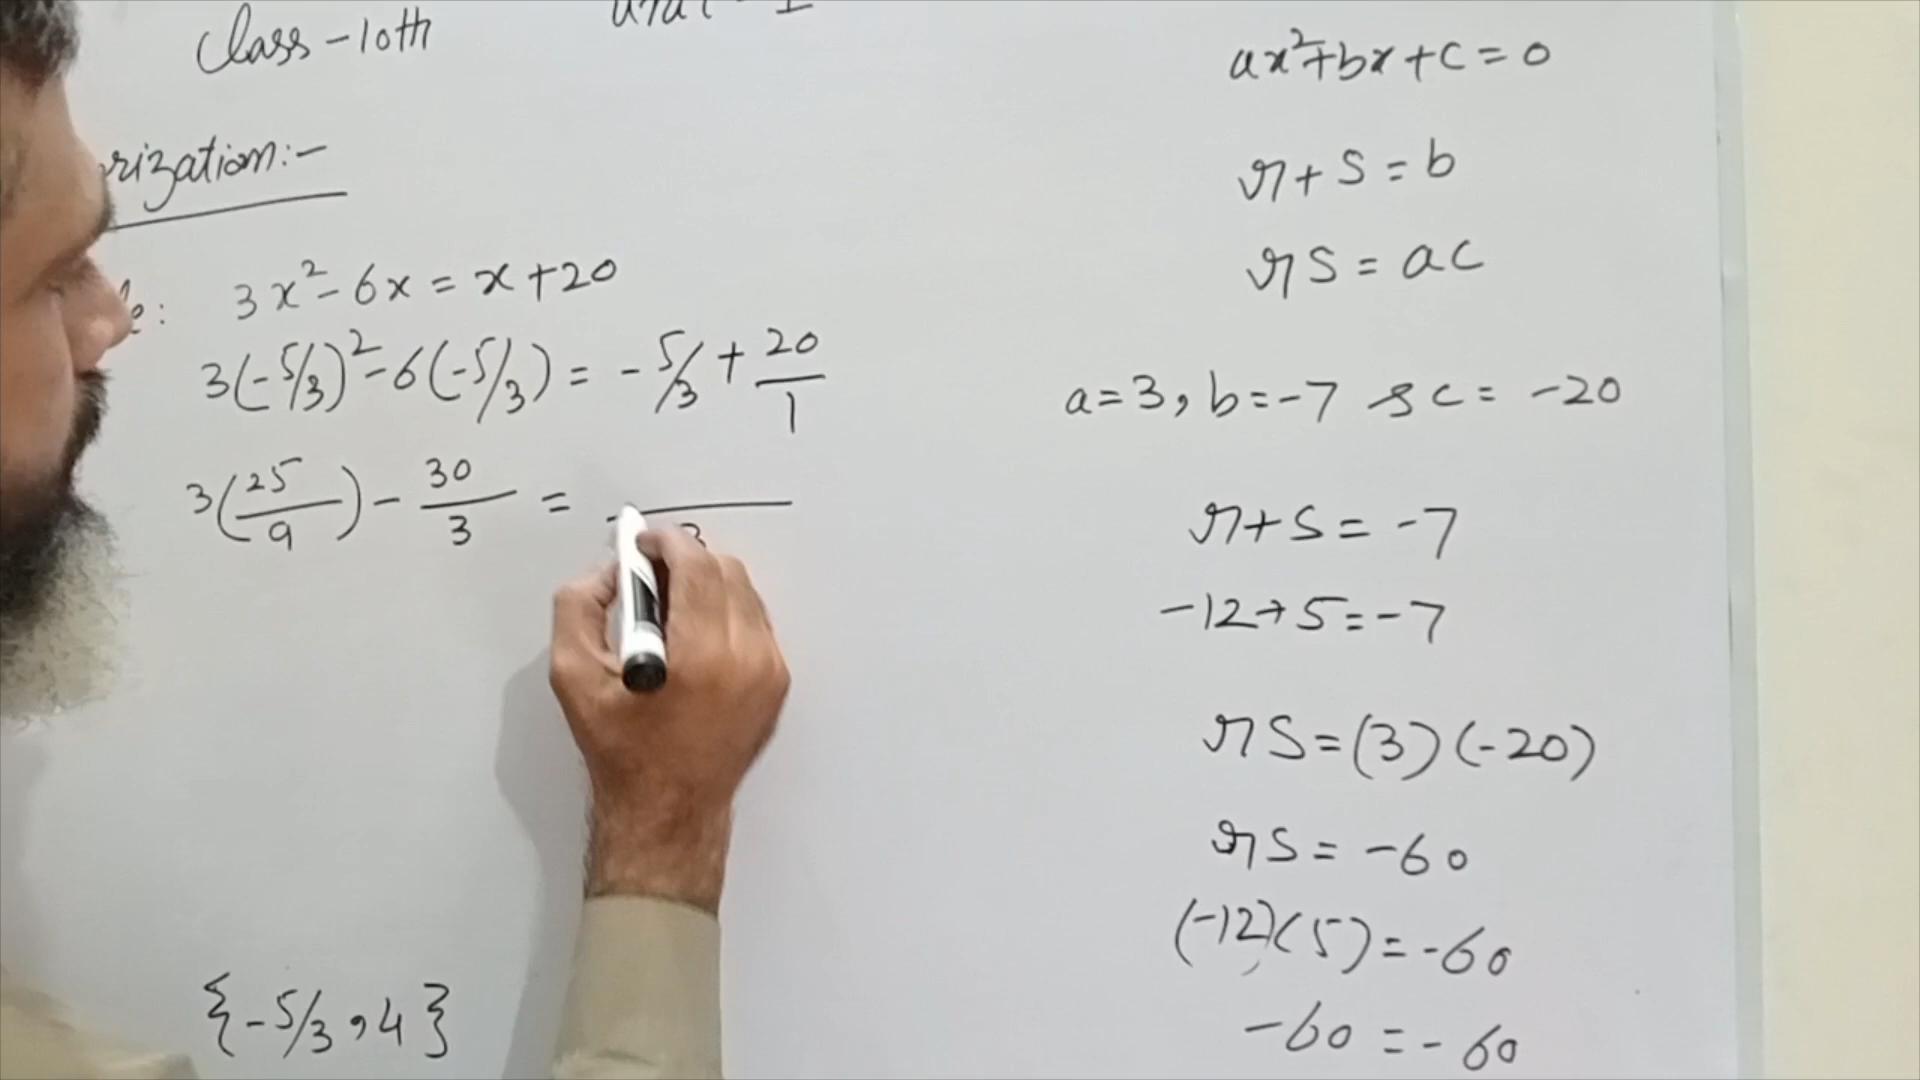 Class-10th
rization:-
3x²-6x = x+20
3(-5/3)²-6(-5/3) = -5/3 + 20/1
3(25/9) - 30/3 = /3
{-5/3, 4}
ax²+bx+c=0
r+s=b
rs=ac
a=3, b=-7 & c=-20
r+s=-7
-12+5=-7
rs=(3)(-20)
rs=-60
(-12)(5)=-60
-60=-60